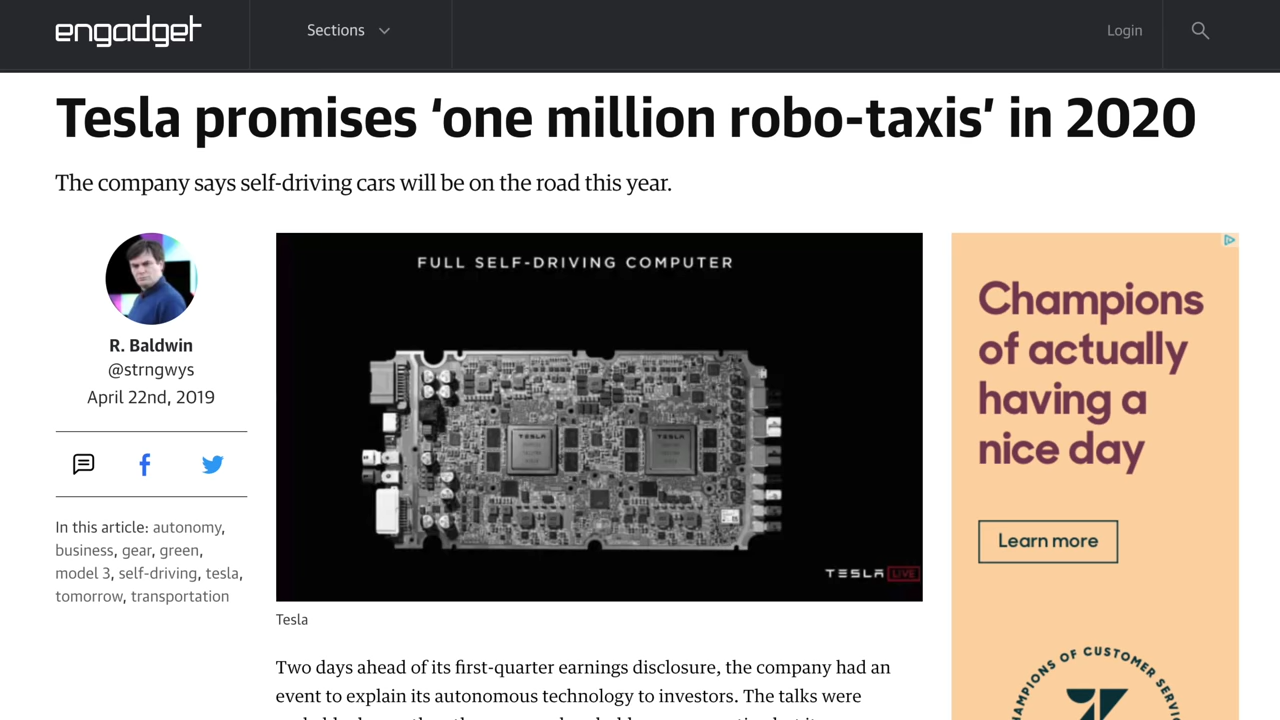 engadget
Sections
Login
Tesla promises ‘one million robo-taxis’ in 2020
The company says self-driving cars will be on the road this year.
R. Baldwin
@strngwys
April 22nd, 2019
In this article: autonomy,
business, gear, green,
model 3, self-driving, tesla,
tomorrow, transportation
FULL SELF-DRIVING COMPUTER
TESLA
TESLA
TESLA LIVE
Tesla
Two days ahead of its first-quarter earnings disclosure, the company had an
event to explain its autonomous technology to investors. The talks were
Champions
of actually
having a
nice day
Learn more
CHAMPIONS OF CUSTOMER SERVICE